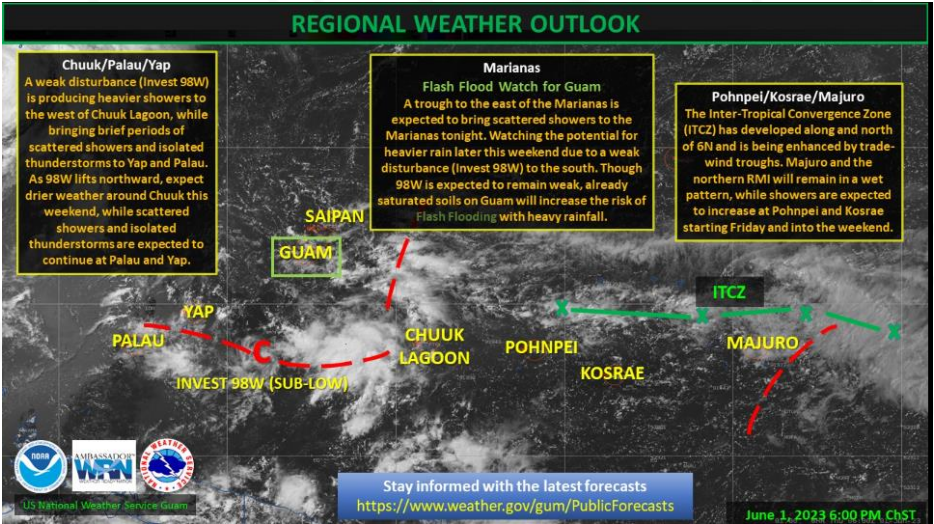 REGIONAL WEATHER OUTLOOK
Chuuk/Palau/Yap
A weak disturbance (Invest 98W)
is producing heavier showers to
the west of Chuuk Lagoon, while
bringing brief periods of
scattered showers and isolated
thunderstorms to Yap and Palau.
As 98W lifts northward, expect
drier weather around Chuuk this
weekend, while scattered
showers and isolated
thunderstorms are expected to
continue at Palau and Yap.
Marianas
Flash Flood Watch for Guam
A trough to the east of the Marianas is
expected to bring scattered showers to the
Marianas tonight. Watching the potential for
heavier rain later this weekend due to a weak
disturbance (Invest 98W) to the south. Though
98W is expected to remain weak, already
saturated soils on Guam will increase the risk of
Flash Flooding with heavy rainfall.
Pohnpei/Kosrae/Majuro
The Inter-Tropical Convergence Zone
(ITCZ) has developed along and north
of 6N and is being enhanced by trade-
wind troughs. Majuro and the
northern RMI will remain in a wet
pattern, while showers are expected
to increase at Pohnpei and Kosrae
starting Friday and into the weekend.
SAIPAN
GUAM
ITCZ
X
X
X
X
YAP
PALAU
C
CHUUK
LAGOON
POHNPEI
MAJURO
KOSRAE
INVEST 98W (SUB-LOW)
NOAA
AMBASSADOR
WRN
NATIONAL WEATHER SERVICE
US National Weather Service Guam
Stay informed with the latest forecasts
https://www.weather.gov/gum/PublicForecasts
June 1, 2023 6:00 PM ChST